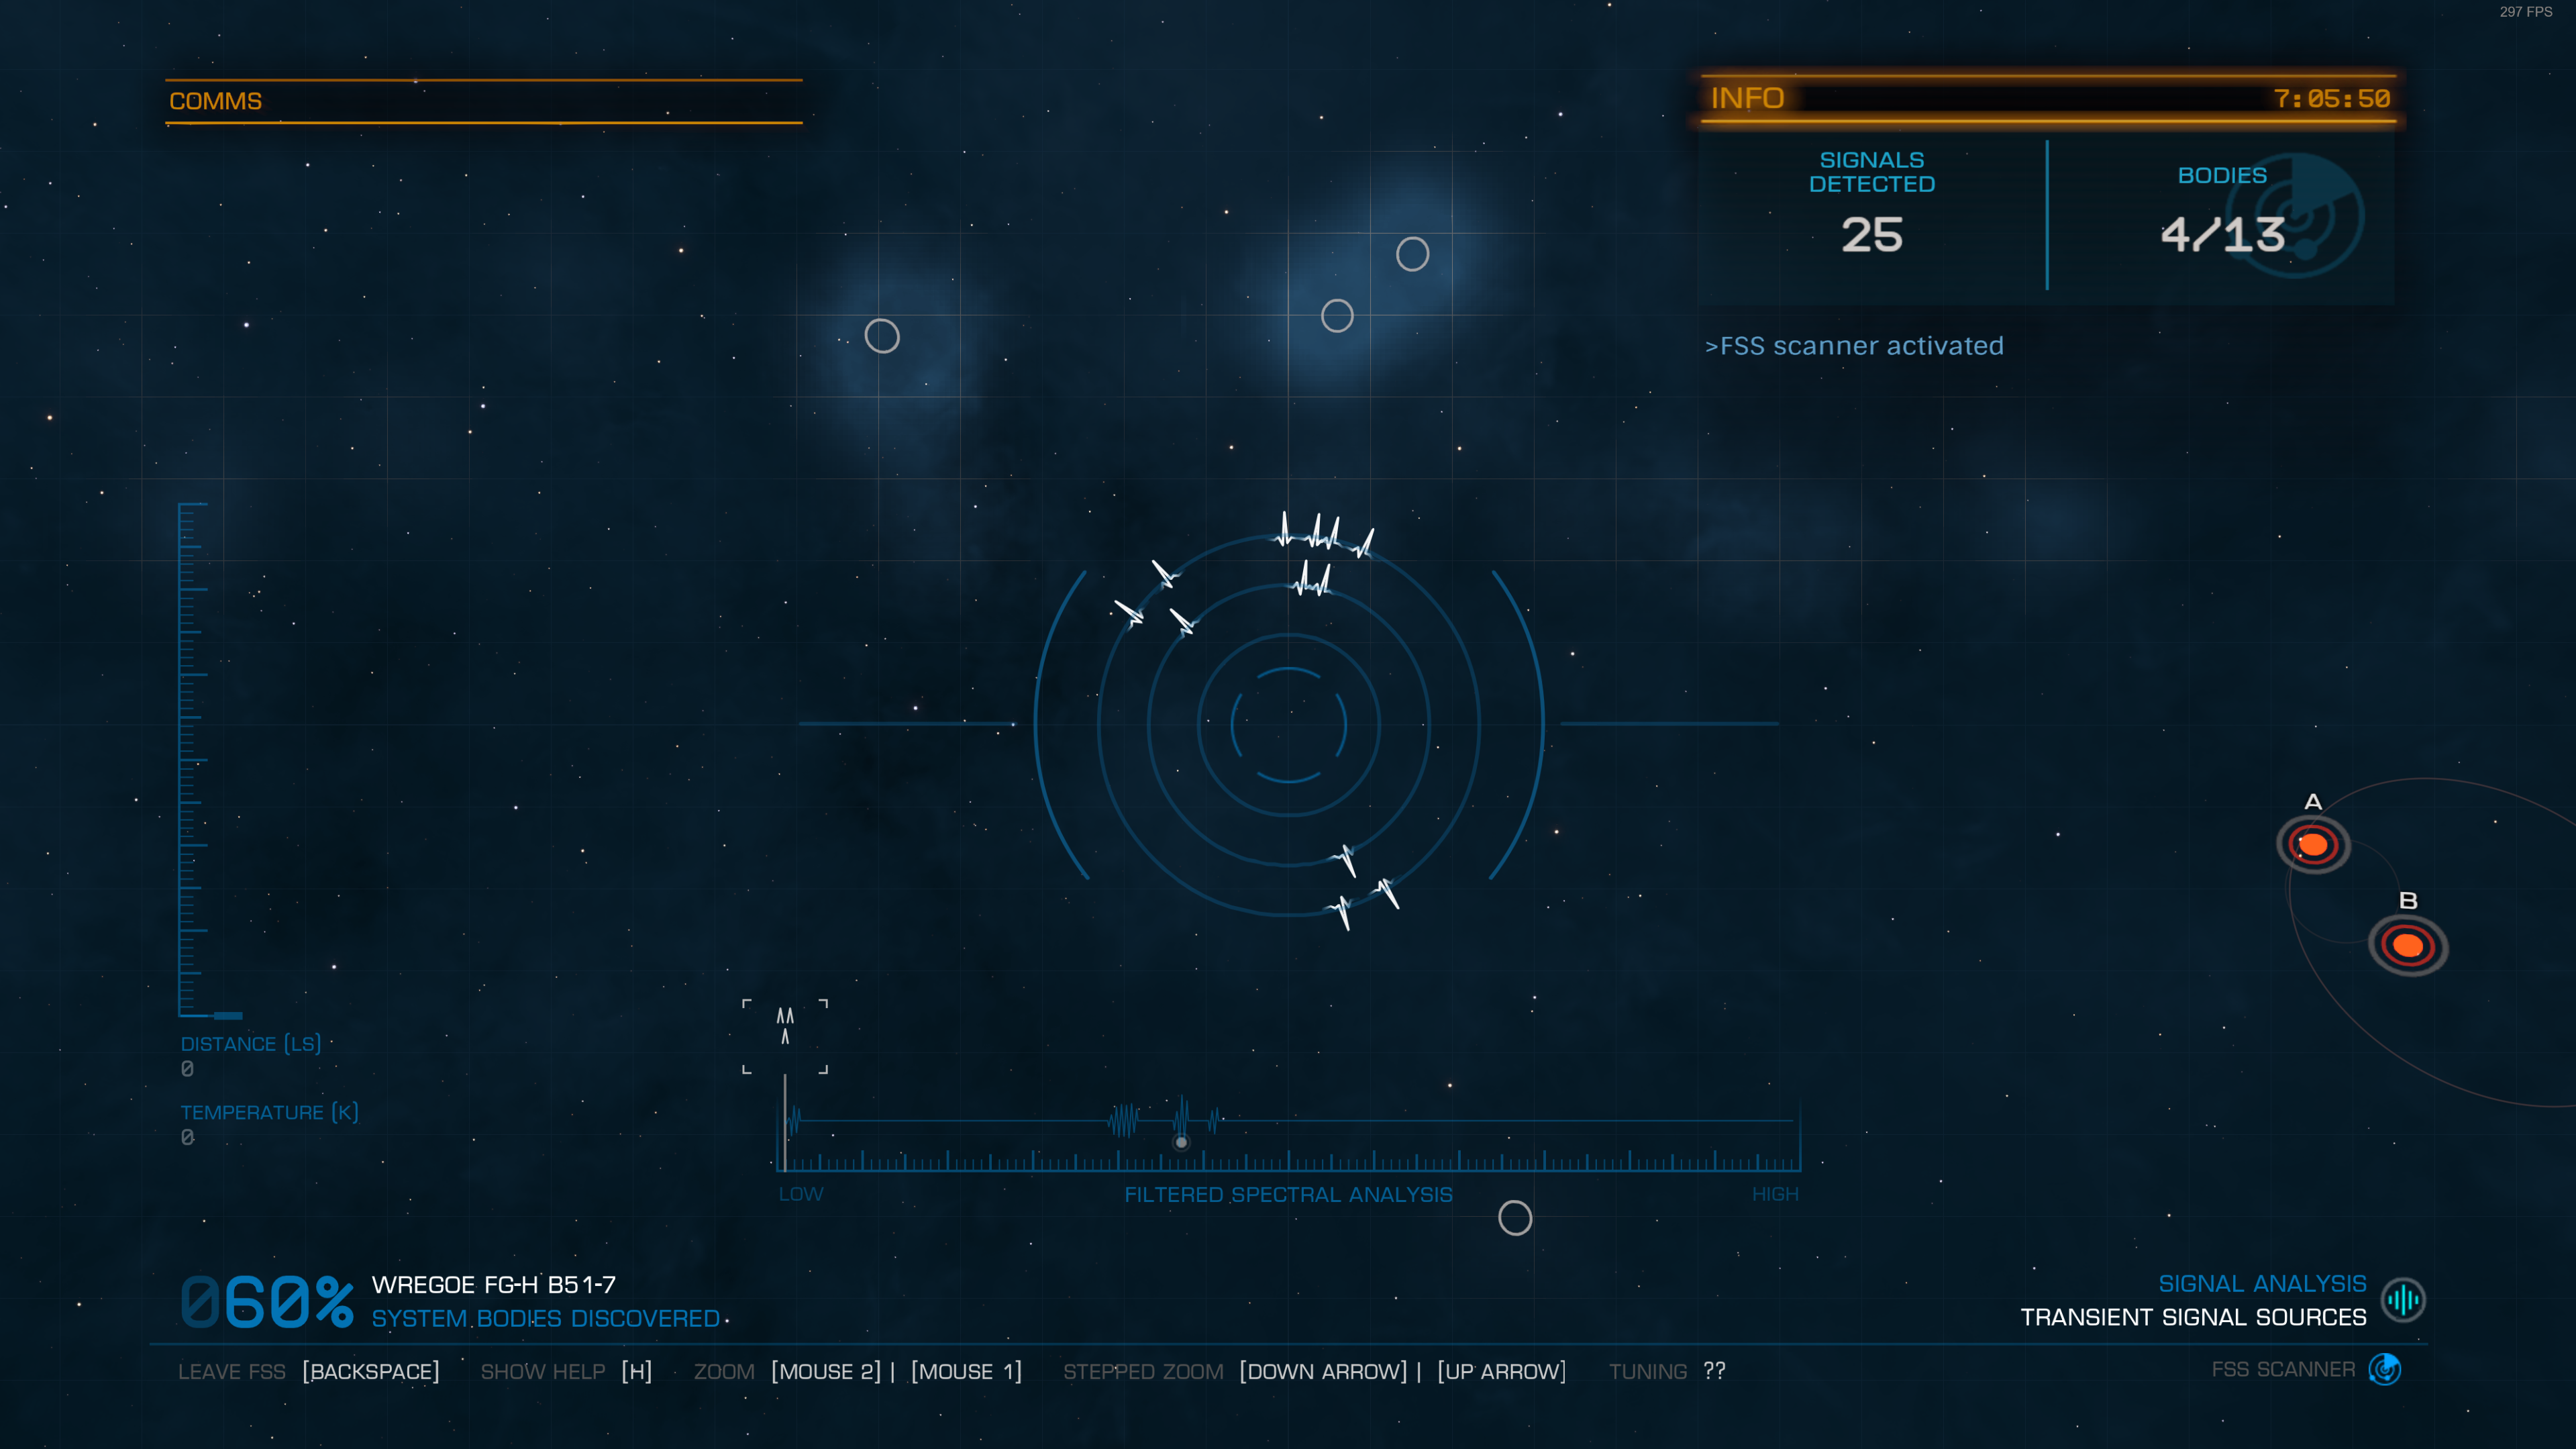 297 FPS
COMMS
INFO 7:05:50
SIGNALS DETECTED
25
BODIES
4/13
>FSS scanner activated
A
B
DISTANCE (LS)
0
TEMPERATURE (K)
0
LOW FILTERED SPECTRAL ANALYSIS HIGH
060% WREGOE FG-H B51-7
SYSTEM BODIES DISCOVERED
SIGNAL ANALYSIS
TRANSIENT SIGNAL SOURCES
LEAVE FSS [BACKSPACE] SHOW HELP [H] ZOOM [MOUSE 2] | [MOUSE 1] STEPPED ZOOM [DOWN ARROW] | [UP ARROW] TUNING ??
FSS SCANNER